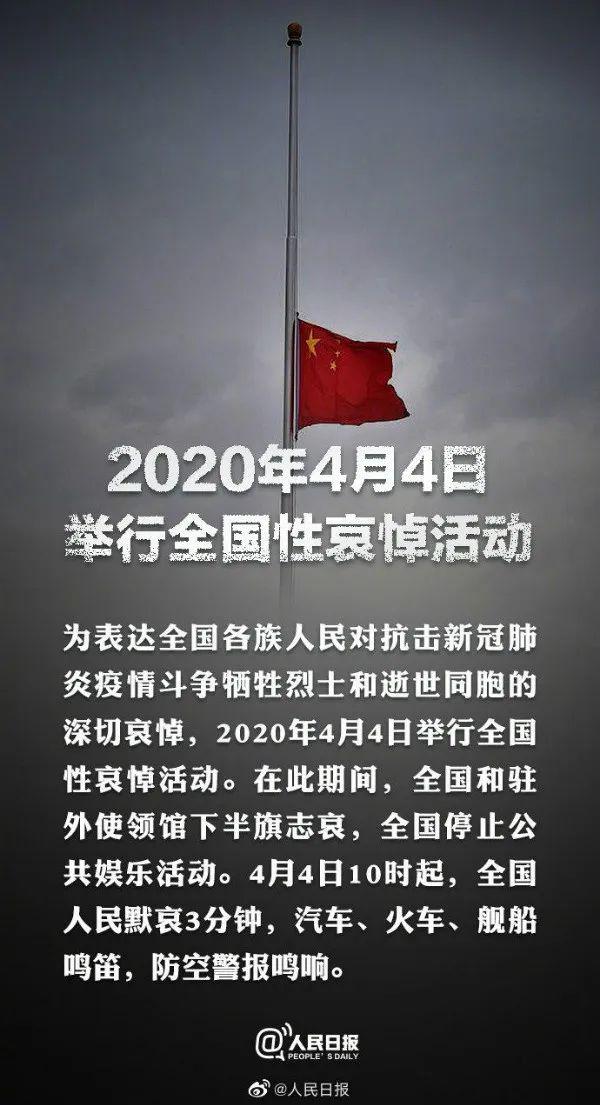 2020年4月4日
举行全国性哀悼活动
为表达全国各族人民对抗击新冠肺
炎疫情斗争牺牲烈士和逝世同胞的
深切哀悼，2020年4月4日举行全国
性哀悼活动。在此期间，全国和驻
外使领馆下半旗志哀，全国停止公
共娱乐活动。4月4日10时起，全国
人民默哀3分钟，汽车、火车、舰船
鸣笛，防空警报鸣响。
@人民日报
PEOPLE'S DAILY
@人民日报